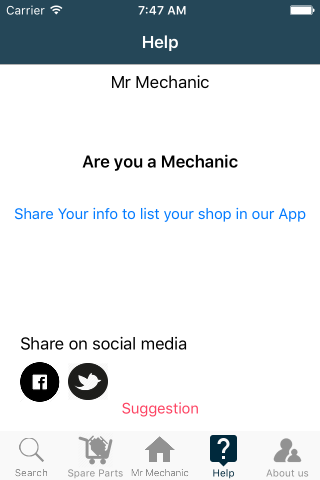 Carrier 7:47 AM
Help
Mr Mechanic
Are you a Mechanic
Share Your info to list your shop in our App
Share on social media
Suggestion
Search Spare Parts Mr Mechanic Help About us